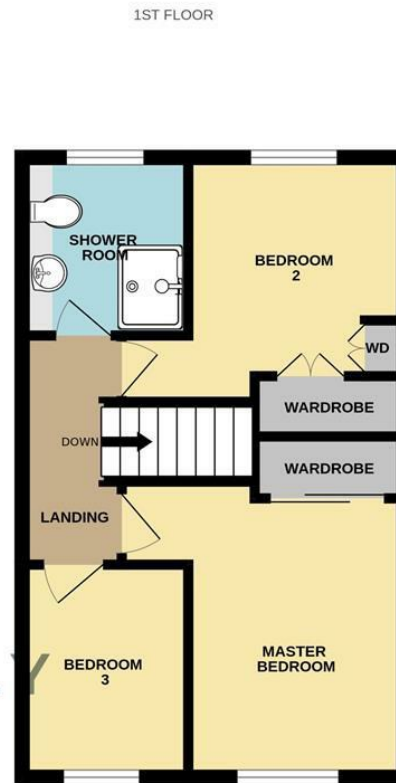 1ST FLOOR
SHOWER
ROOM
BEDROOM
2
WD
WARDROBE
DOWN
WARDROBE
LANDING
MASTER
BEDROOM
BEDROOM
3
Y